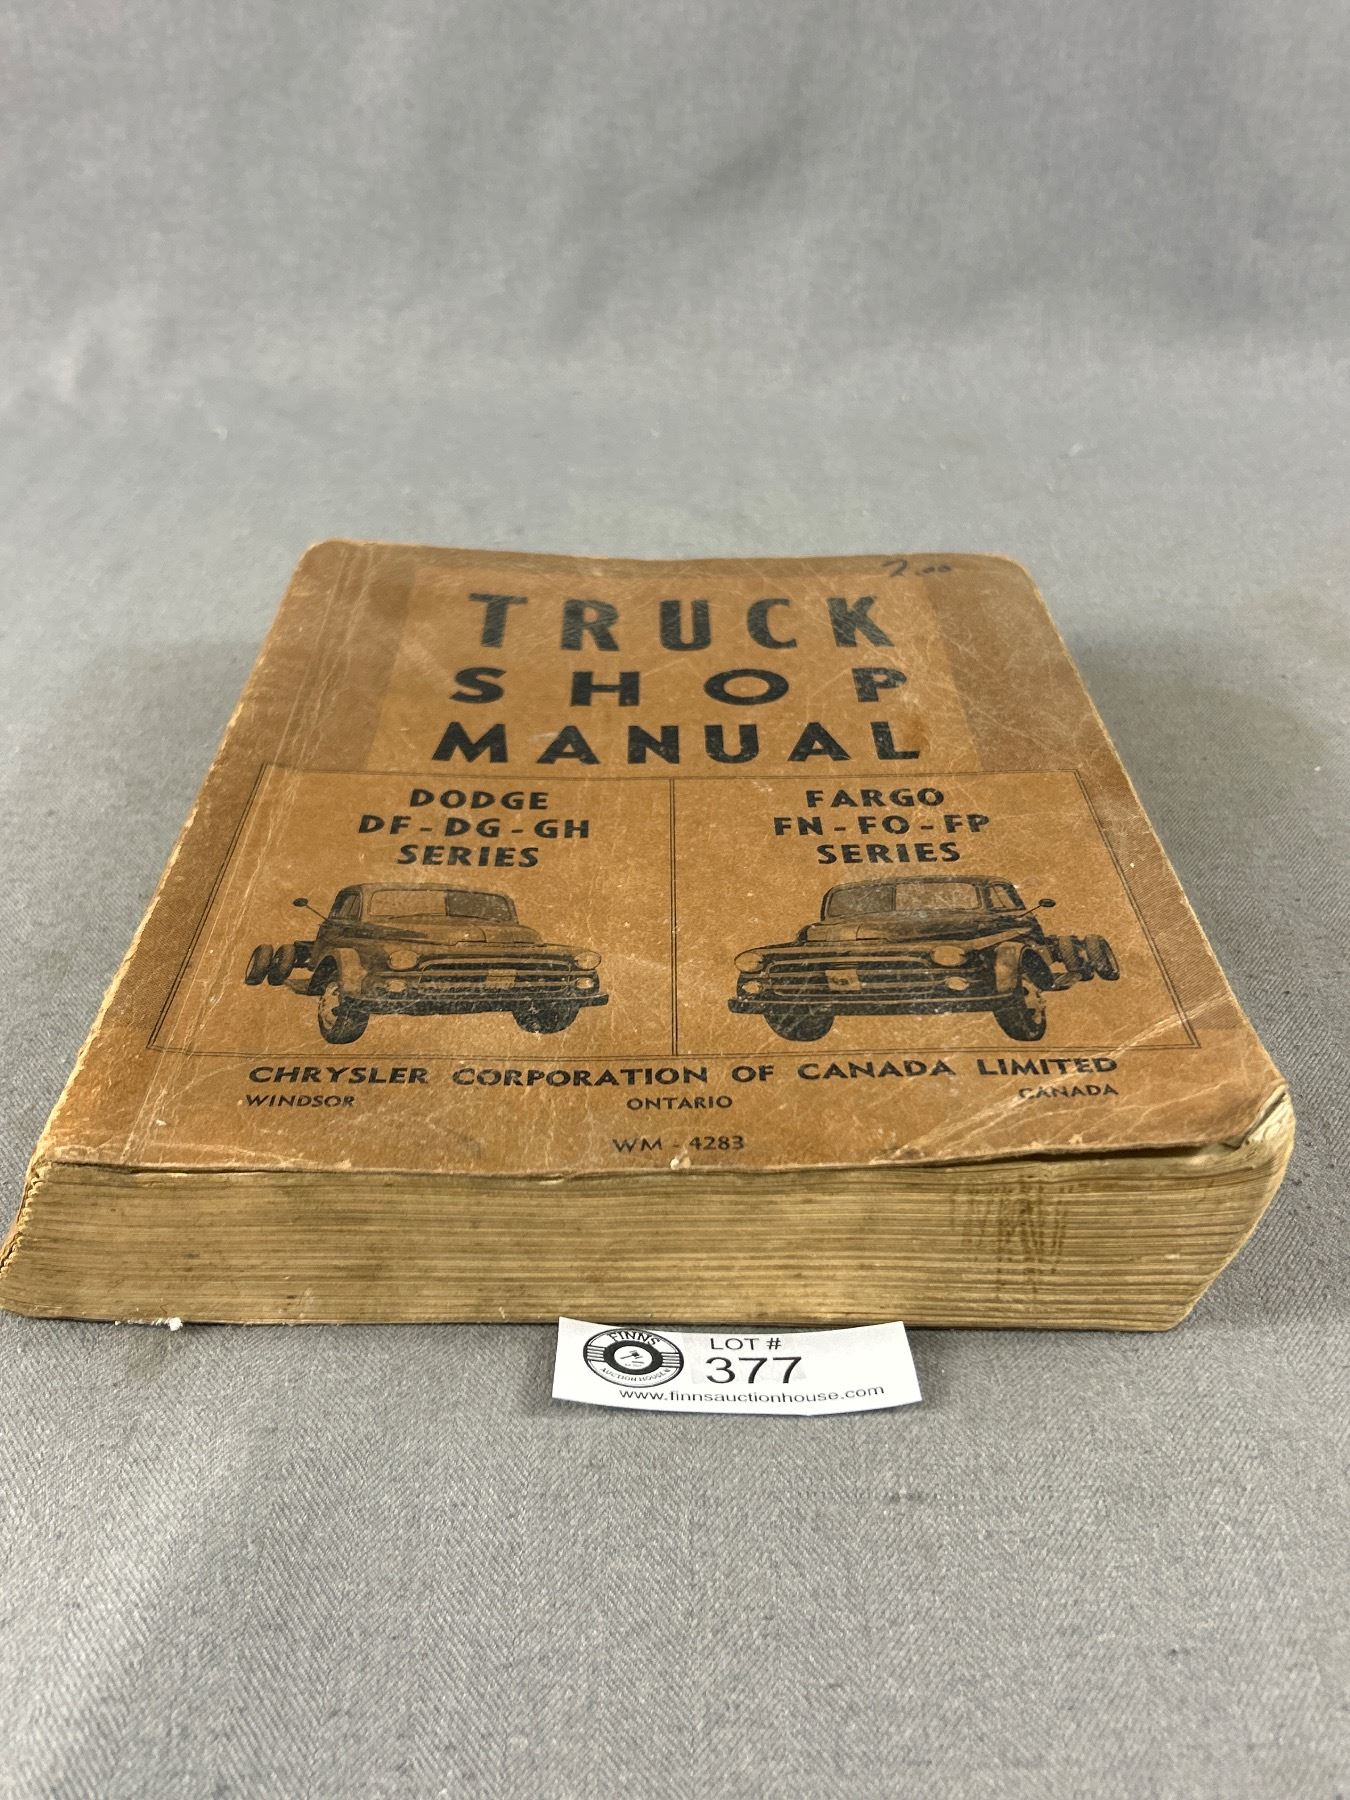 7.00
TRUCK
SHOP
MANUAL
DODGE
DF-DG-GH
SERIES
FARGO
FN-FO-FP
SERIES
CHRYSLER CORPORATION OF CANADA LIMITED
WINDSOR ONTARIO CANADA
WM-4283
FINNS
AUCTION HOUSE
LOT #
377
www.finnsauctionhouse.com